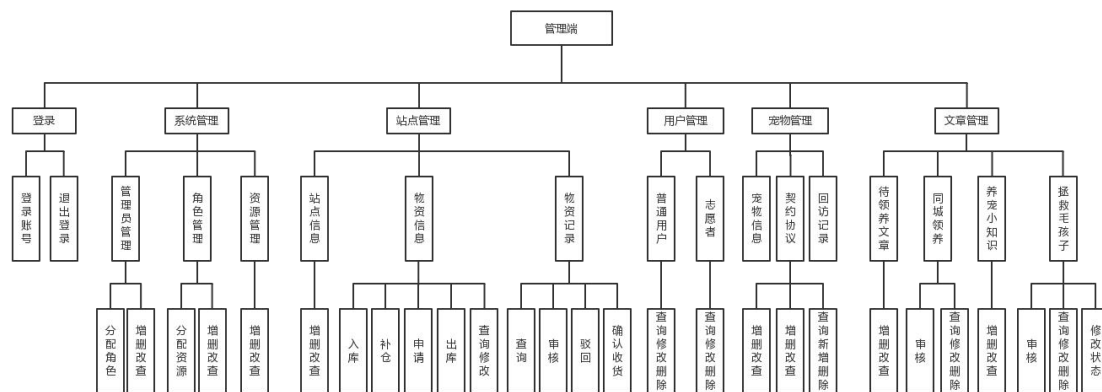 管理端
登录
系统管理
站点管理
用户管理
宠物管理
文章管理
登录账号
退出登录
管理员管理
角色管理
资源管理
站点信息
物资信息
物资记录
普通用户
志愿者
宠物信息
契约协议
回访记录
待领养文章
同城领养
养宠小知识
拯救毛孩子
分配角色
增删改查
分配资源
增删改查
增删改查
增删改查
入库
补仓
申请
出库
查询修改
查询
审核
驳回
确认收货
查询修改删除
查询修改删除
增删改查
增删改查
查询新增删除
增删改查
审核
查询修改删除
增删改查
审核
查询修改删除
修改状态